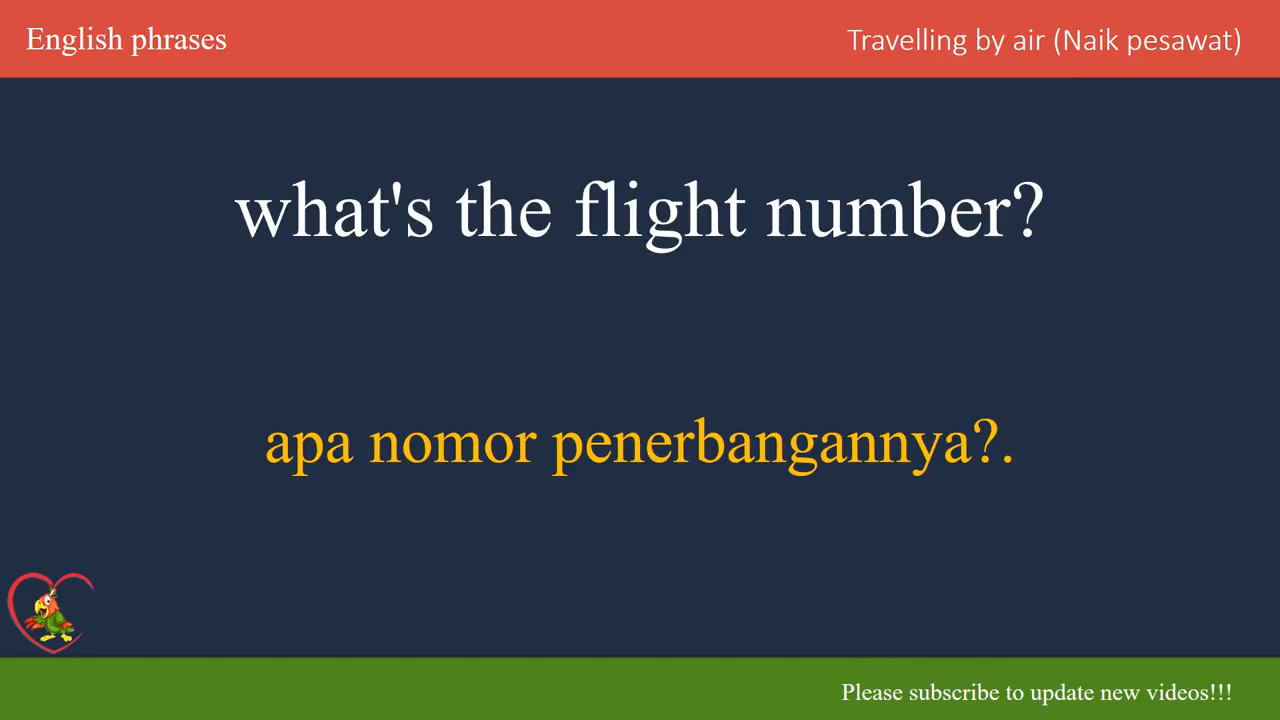 English phrases
Travelling by air (Naik pesawat)
what's the flight number?
apa nomor penerbangannya?.
Please subscribe to update new videos!!!